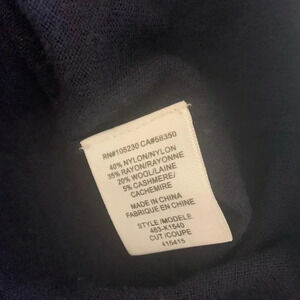 RN#105230 CA#58350
40% NYLON/NYLON
35% RAYON/RAYONNE
20% WOOL/LAINE
5% CASHMERE/
CACHEMIRE
MADE IN CHINA
FABRIQUE EN CHINE
STYLE/MODELE
463-K1540
CUT/COUPE
415415